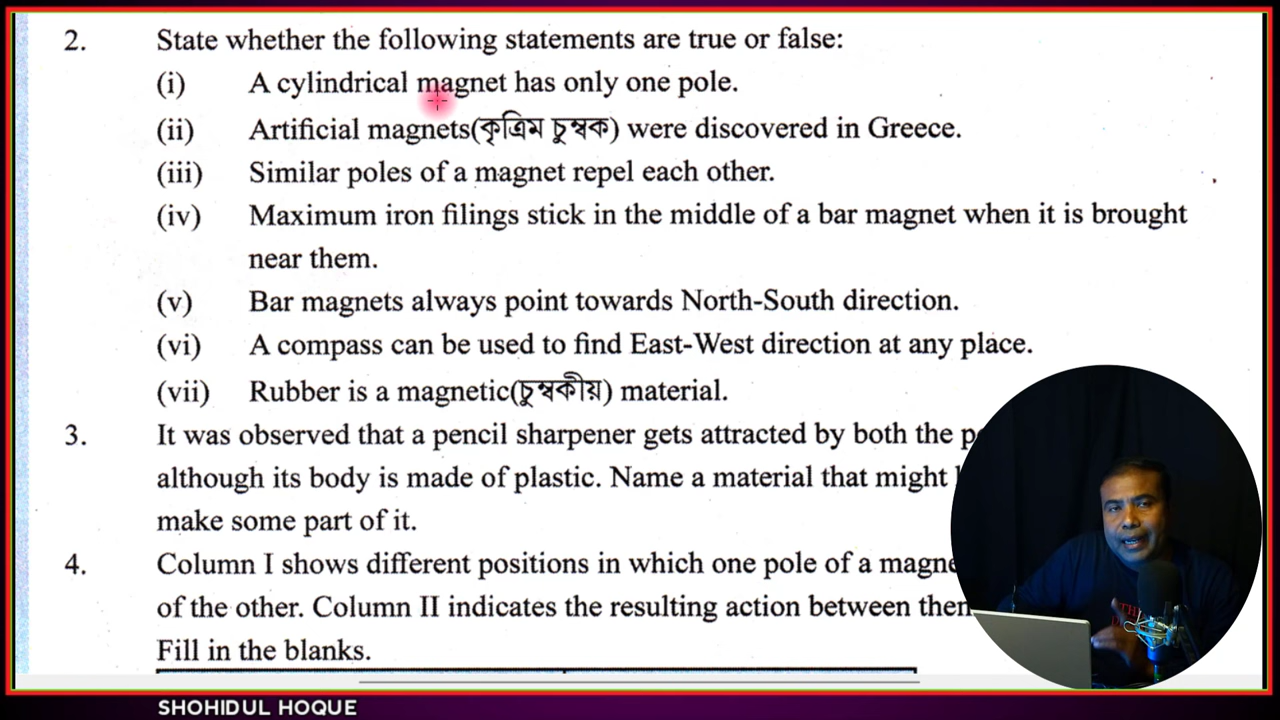 2. State whether the following statements are true or false:
(i) A cylindrical magnet has only one pole.
(ii) Artificial magnets(কৃত্রিম চুম্বক) were discovered in Greece.
(iii) Similar poles of a magnet repel each other.
(iv) Maximum iron filings stick in the middle of a bar magnet when it is brought
near them.
(v) Bar magnets always point towards North-South direction.
(vi) A compass can be used to find East-West direction at any place.
(vii) Rubber is a magnetic(চুম্বকীয়) material.
3. It was observed that a pencil sharpener gets attracted by both the
although its body is made of plastic. Name a material that might
make some part of it.
4. Column I shows different positions in which one pole of a
of the other. Column II indicates the resulting action between
Fill in the blanks.
SHOHIDUL HOQUE